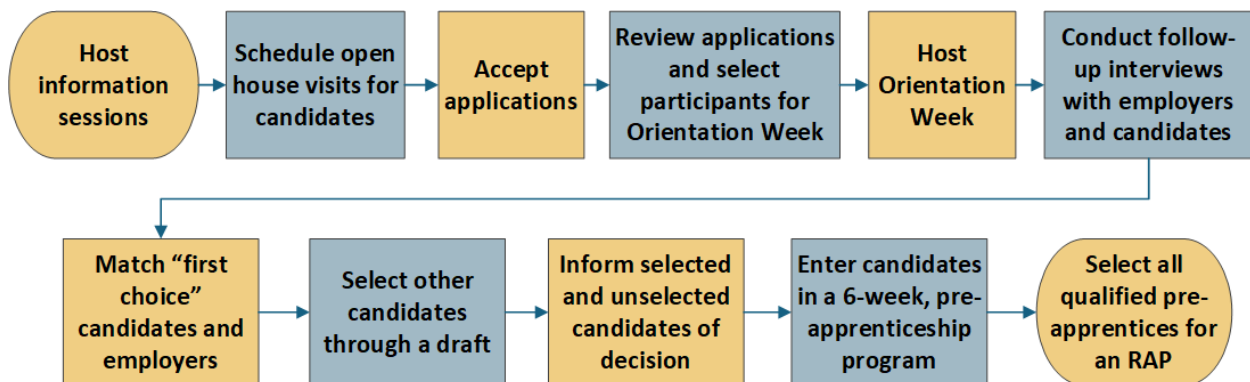 Host
information
sessions
Schedule open
house visits for
candidates
Accept
applications
Review applications
and select
participants for
Orientation Week
Host
Orientation
Week
Conduct follow-
up interviews
with employers
and candidates
Match “first
choice”
candidates and
employers
Select other
candidates
through a draft
Inform selected
and unselected
candidates of
decision
Enter candidates
in a 6-week, pre-
apprenticeship
program
Select all
qualified pre-
apprentices for
an RAP